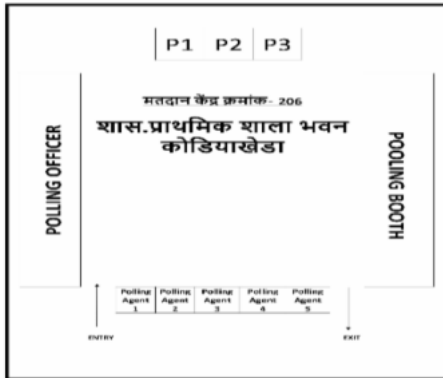 P1 P2 P3
मतदान केंद्र क्रमांक- 206
शास.प्राथमिक शाला भवन
कोडियाखेडा
POLLING OFFICER
POOLING BOOTH
Polling Agent 1
Polling Agent 2
Polling Agent 3
Polling Agent 4
Polling Agent 5
ENTRY
EXIT